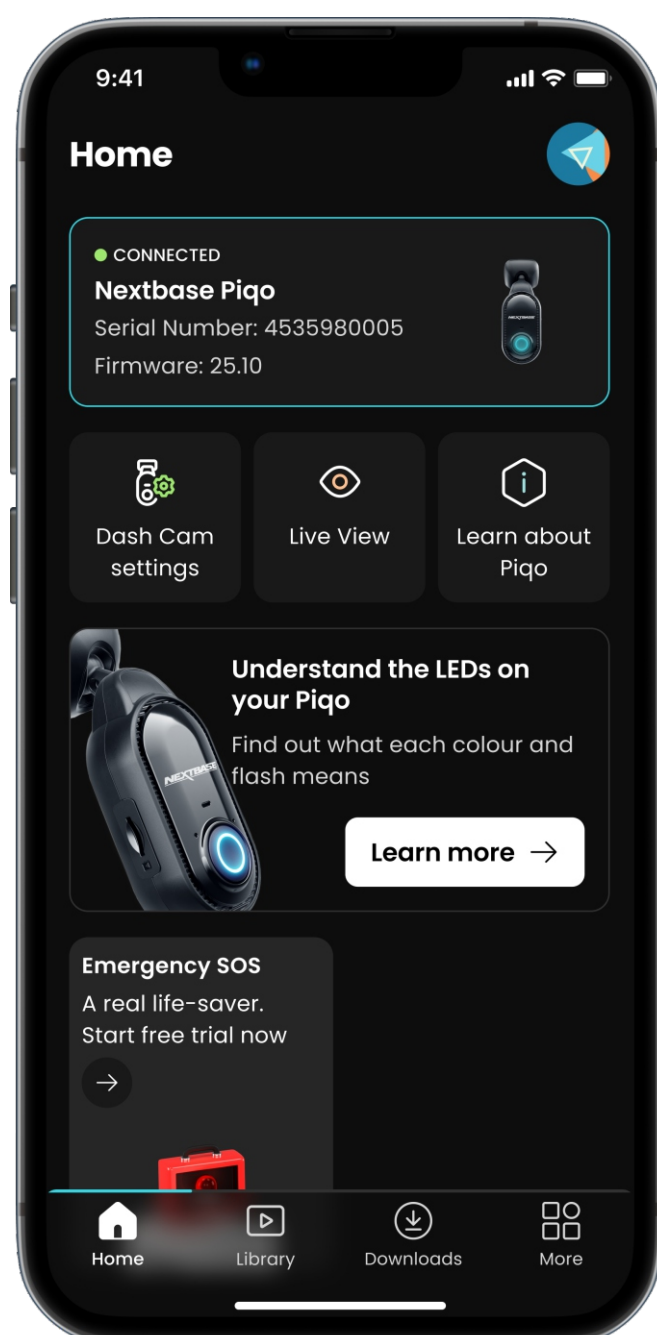 9:41
Home
CONNECTED
Nextbase Piqo
Serial Number: 4535980005
Firmware: 25.10
NEXTBASE
Dash Cam
settings
Live View
Learn about
Piqo
Understand the LEDs on
your Piqo
Find out what each colour and
flash means
NEXTBASE
Learn more
Emergency SOS
A real life-saver.
Start free trial now
Home
Library
Downloads
More